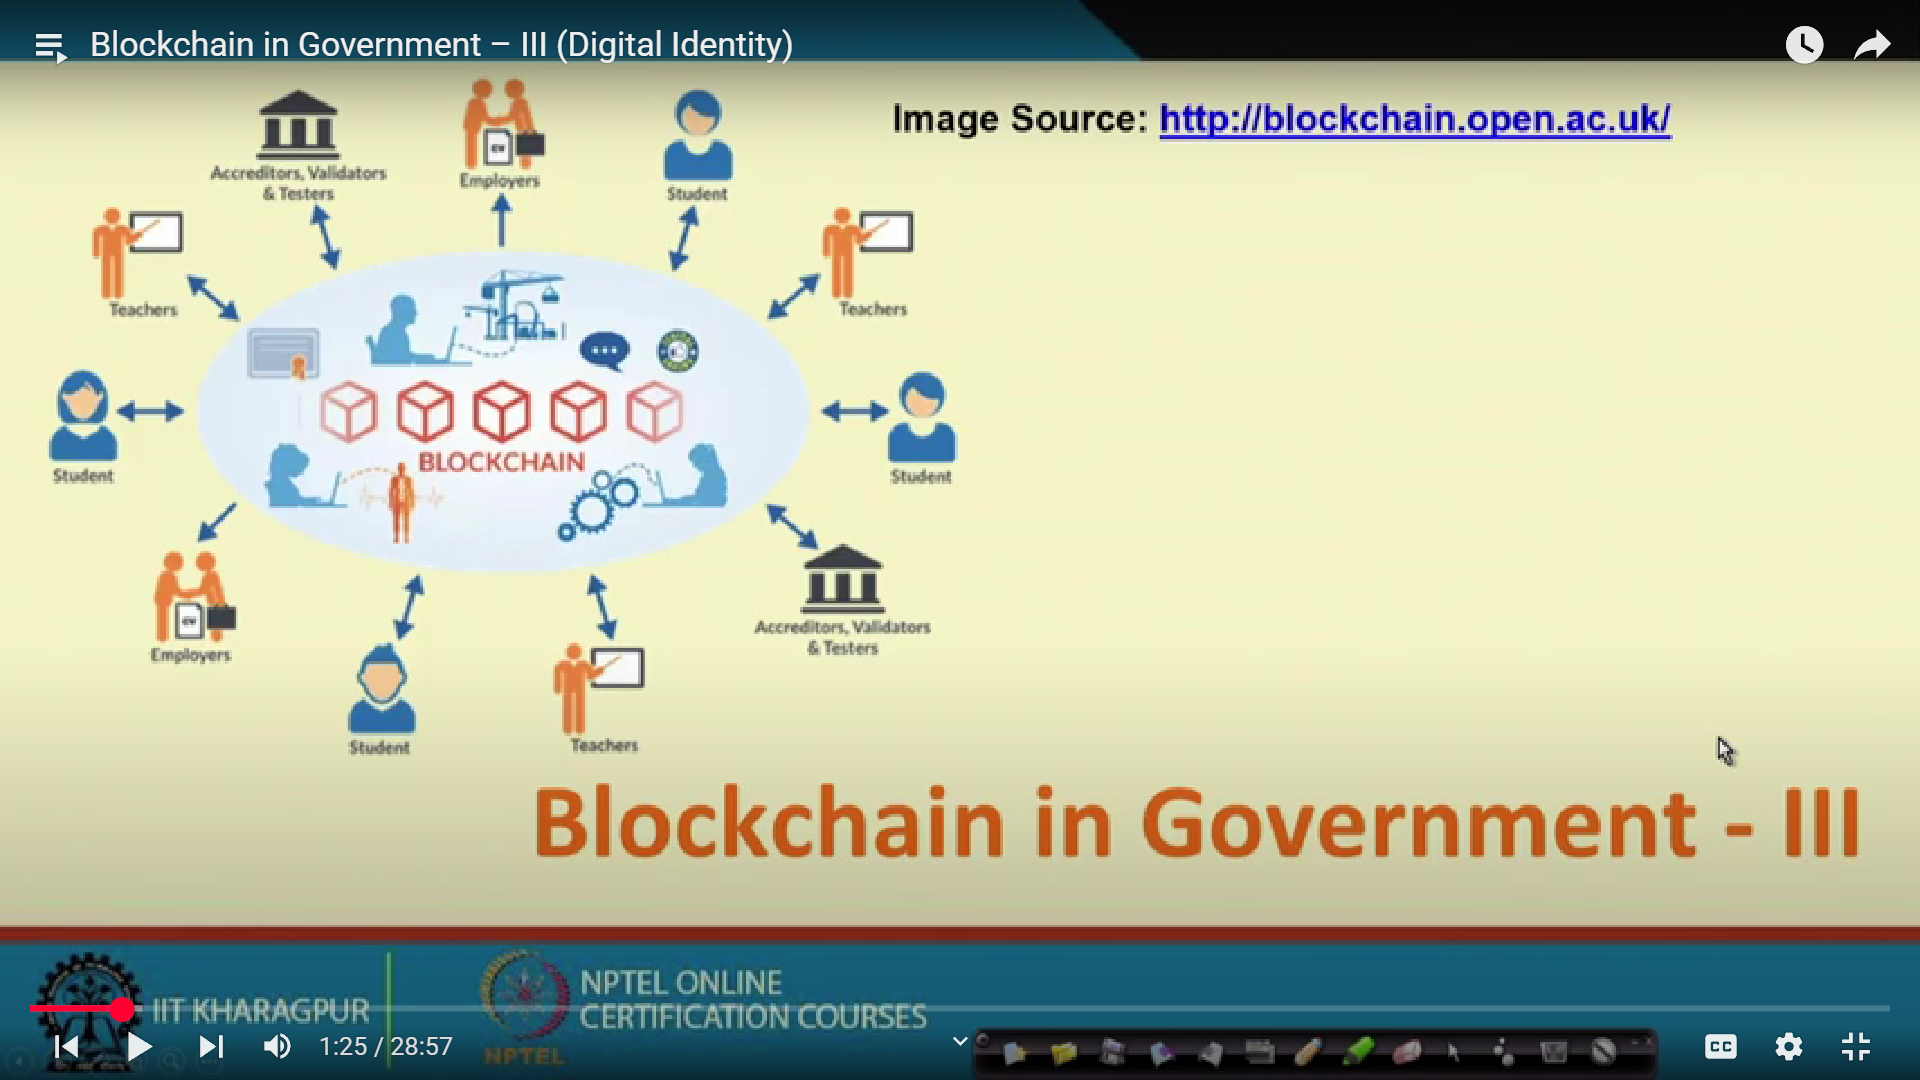 Blockchain in Government – III (Digital Identity)
Image Source: http://blockchain.open.ac.uk/
Accreditors, Validators
& Testers
Employers
Student
Teachers
Teachers
BLOCKCHAIN
Student
Student
Employers
Accreditors, Validators
& Testers
Student
Teachers
Blockchain in Government - III
IIT KHARAGPUR
NPTEL ONLINE
CERTIFICATION COURSES
NPTEL
1:25 / 28:57
CC